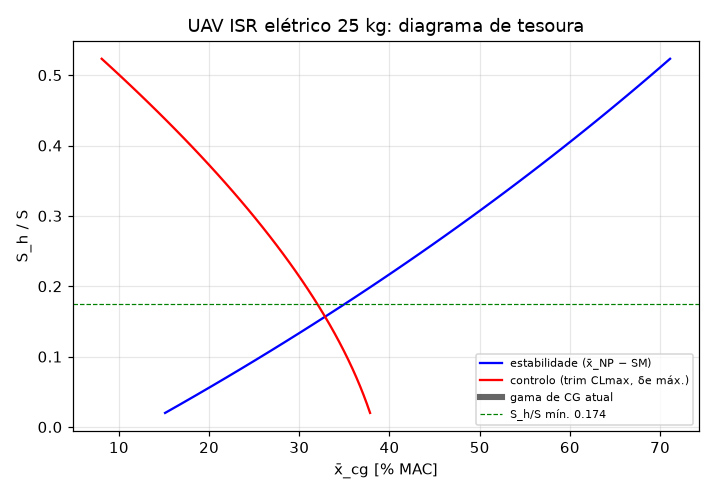 UAV ISR elétrico 25 kg: diagrama de tesoura
S_h / S
0.5
0.4
0.3
0.2
0.1
0.0
10 20 30 40 50 60 70
x̄_cg [% MAC]
estabilidade (x̄_NP − SM)
controlo (trim CLmax, δe máx.)
gama de CG atual
S_h/S mín. 0.174